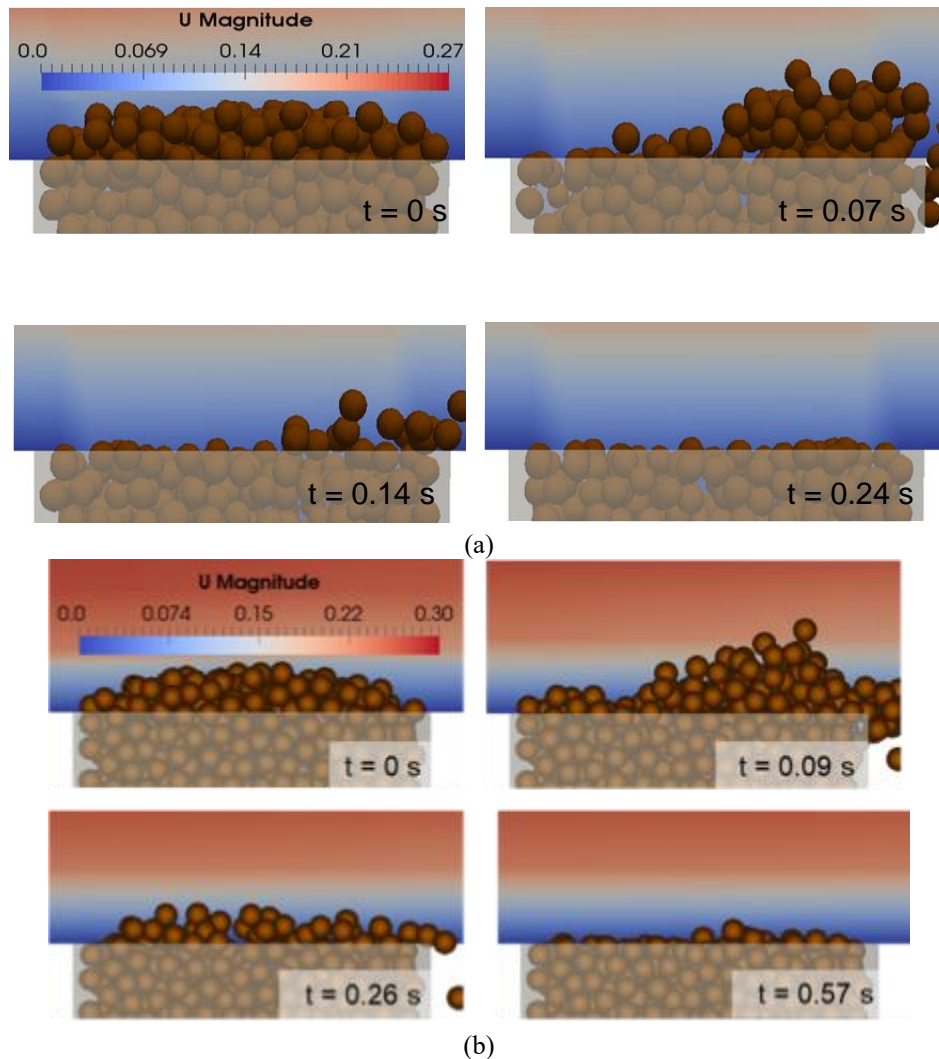 U Magnitude
0.0 0.069 0.14 0.21 0.27
t = 0 s
t = 0.07 s
t = 0.14 s
t = 0.24 s
(a)
U Magnitude
0.0 0.074 0.15 0.22 0.30
t = 0 s
t = 0.09 s
t = 0.26 s
t = 0.57 s
(b)